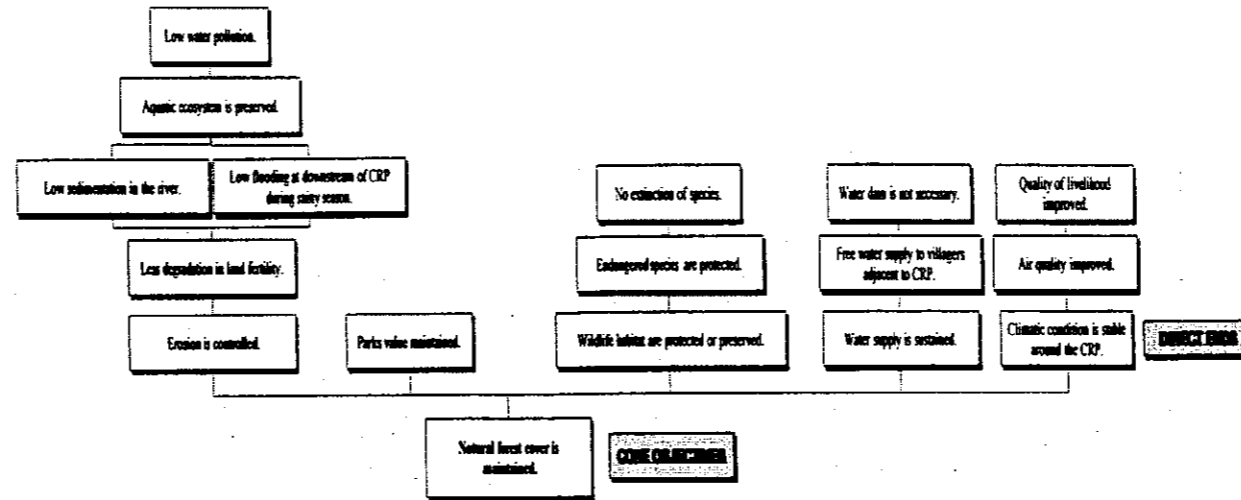 Low water pollution.
Aquatic ecosystem is preserved.
Low sedimentation in the river.
Low flooding at downstream of CRP
during rainy season.
No extinction of species.
Water dam is not necessary.
Quality of livelihood
improved.
Less degradation in land fertility.
Endangered species are protected.
Free water supply to villagers
adjacent to CRP.
Air quality improved.
Erosion is controlled.
Parks value maintained.
Wildlife habitat are protected or preserved.
Water supply is sustained.
Climatic condition is stable
around the CRP.
DIRECT ENDS
Natural forest cover is
maintained.
CORE OBJECTIVES